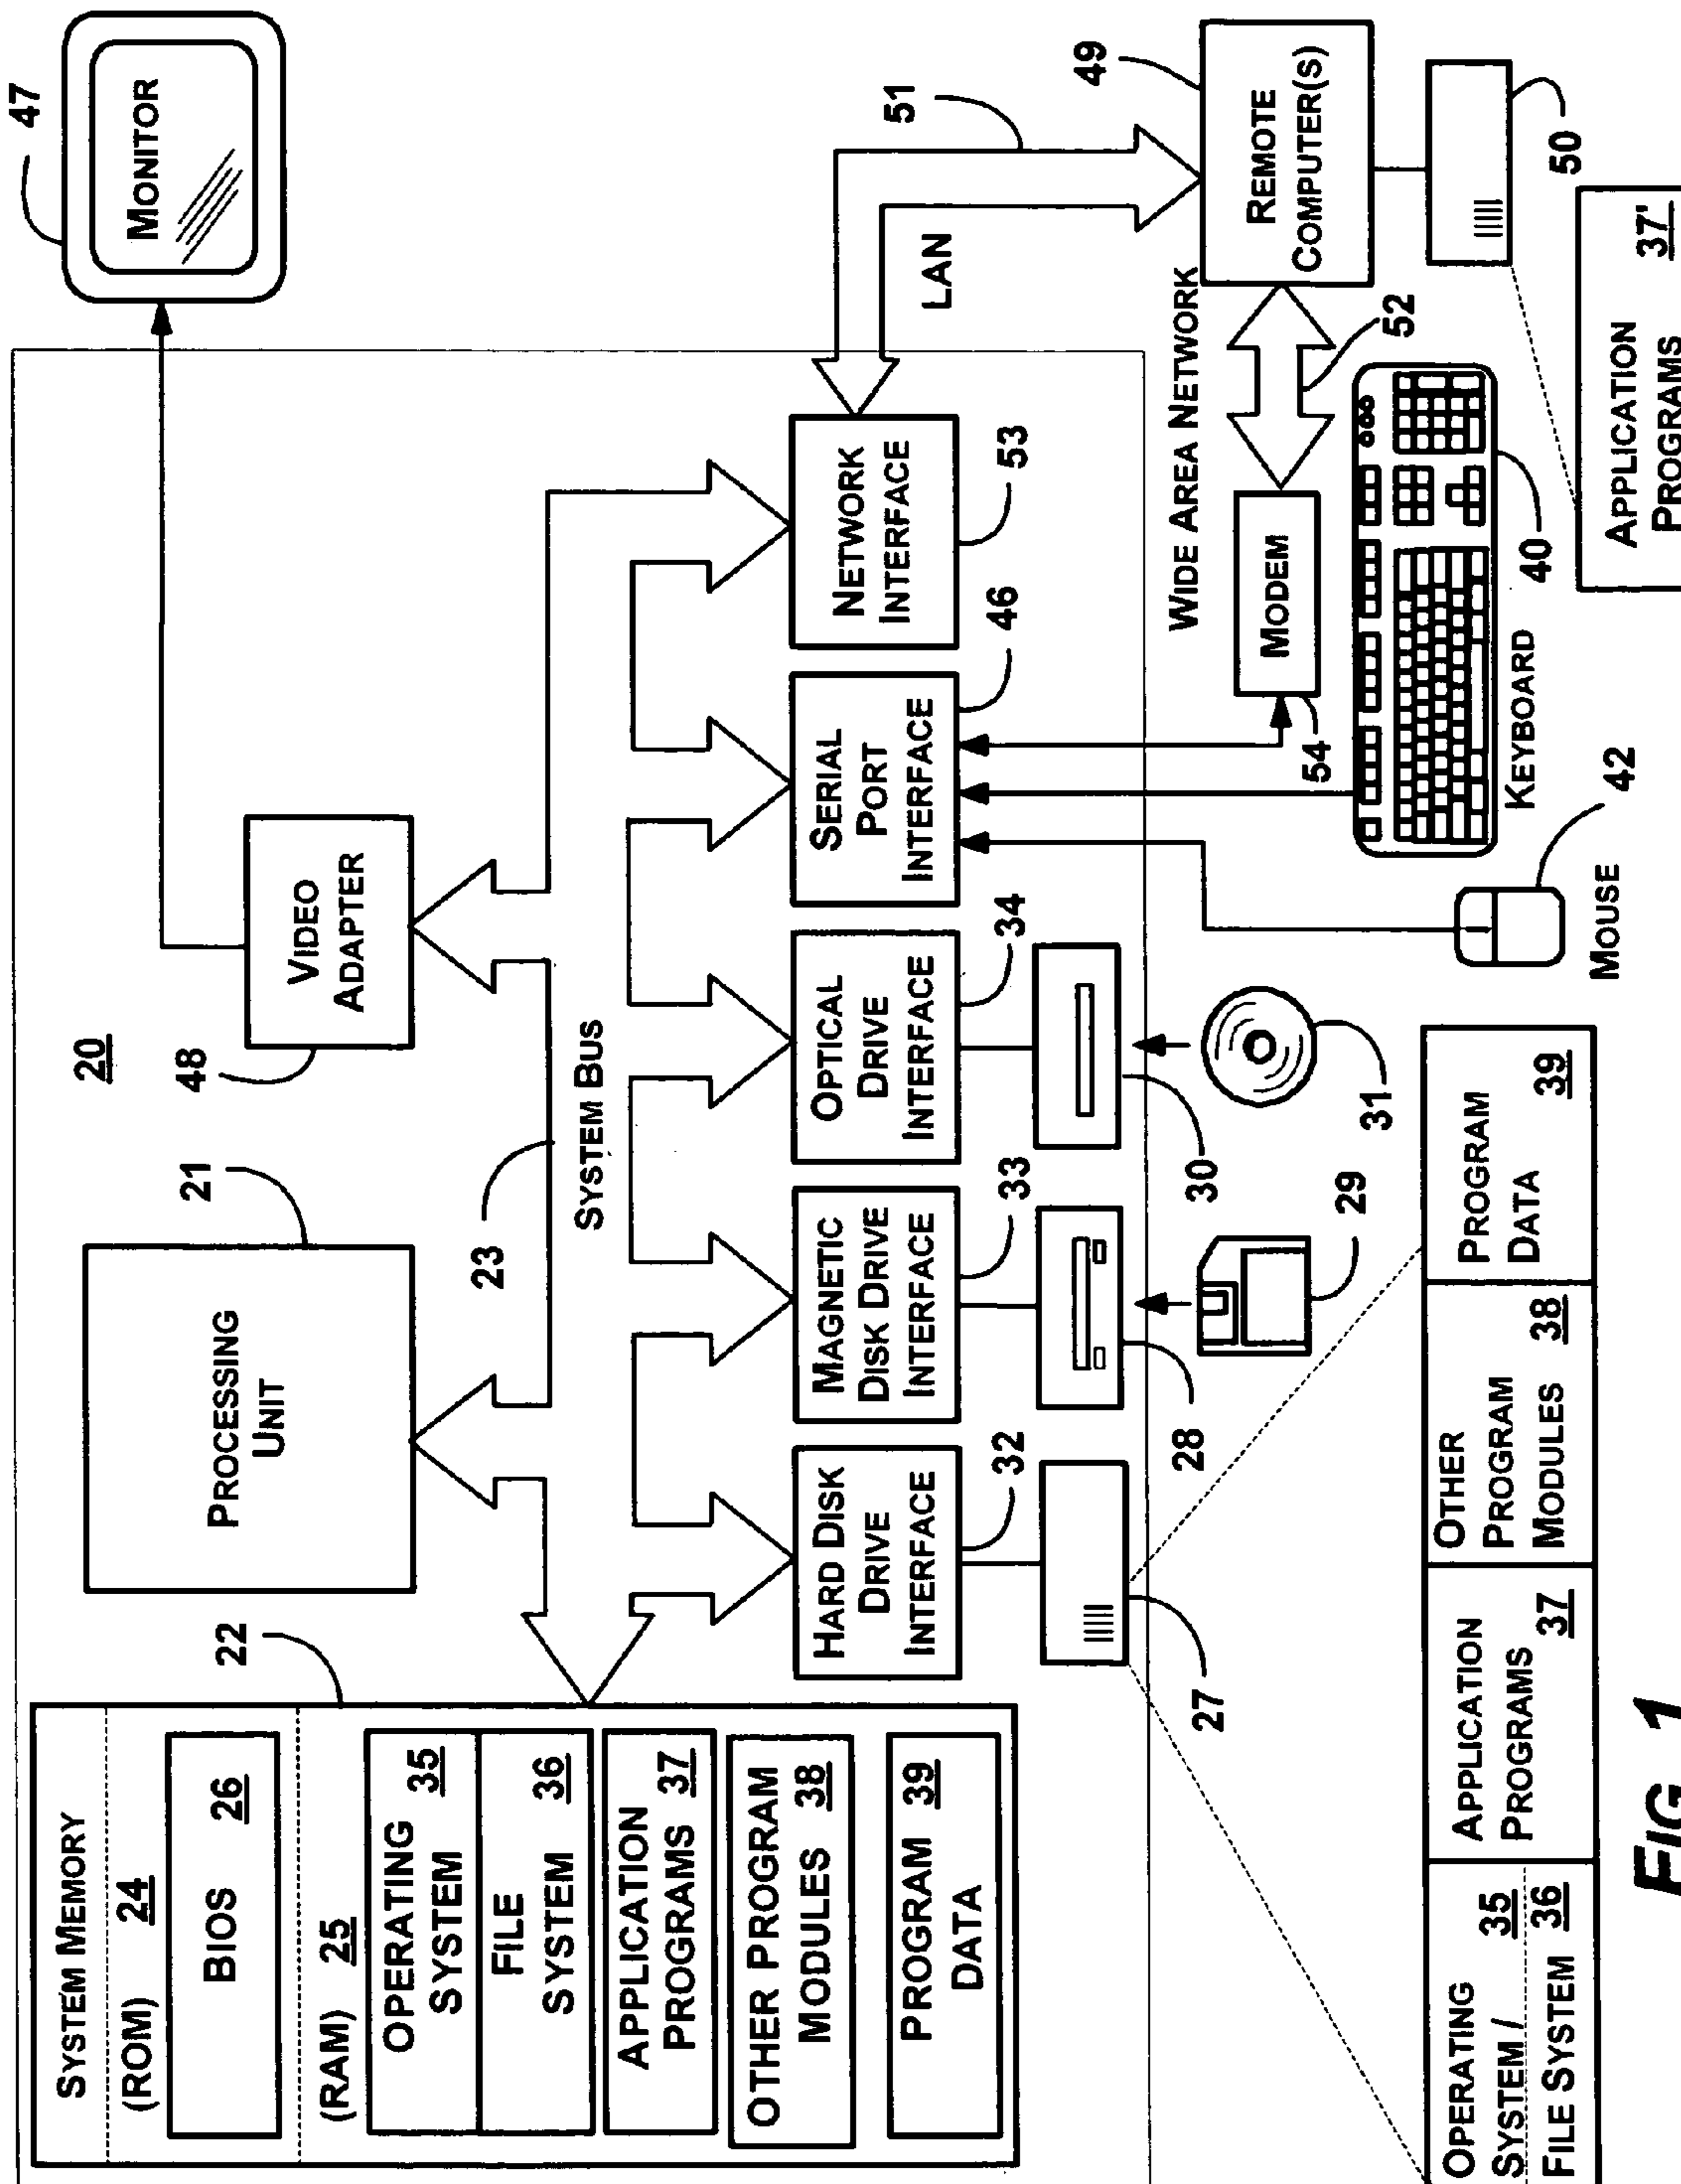 SYSTEM MEMORY
(ROM) 24
BIOS 26
(RAM) 25
OPERATING
SYSTEM 35
FILE
SYSTEM 36
APPLICATION
PROGRAMS 37
OTHER PROGRAM
MODULES 38
PROGRAM 39
DATA
22
PROCESSING
UNIT
21
20
VIDEO
ADAPTER
48
MONITOR
47
23
SYSTEM BUS
HARD DISK
DRIVE
INTERFACE
32
MAGNETIC
DISK DRIVE
INTERFACE
33
OPTICAL
DRIVE
INTERFACE
34
SERIAL
PORT
INTERFACE
46
NETWORK
INTERFACE
53
LAN
51
27
28
29
30
31
WIDE AREA NETWORK
MODEM
54
52
REMOTE
COMPUTER(S)
49
50
KEYBOARD
40
MOUSE
42
OPERATING
SYSTEM / 35
FILE SYSTEM 36
APPLICATION
PROGRAMS
37
OTHER
PROGRAM
MODULES 38
PROGRAM
DATA 39
APPLICATION 37'
PROGRAMS
FIG. 1